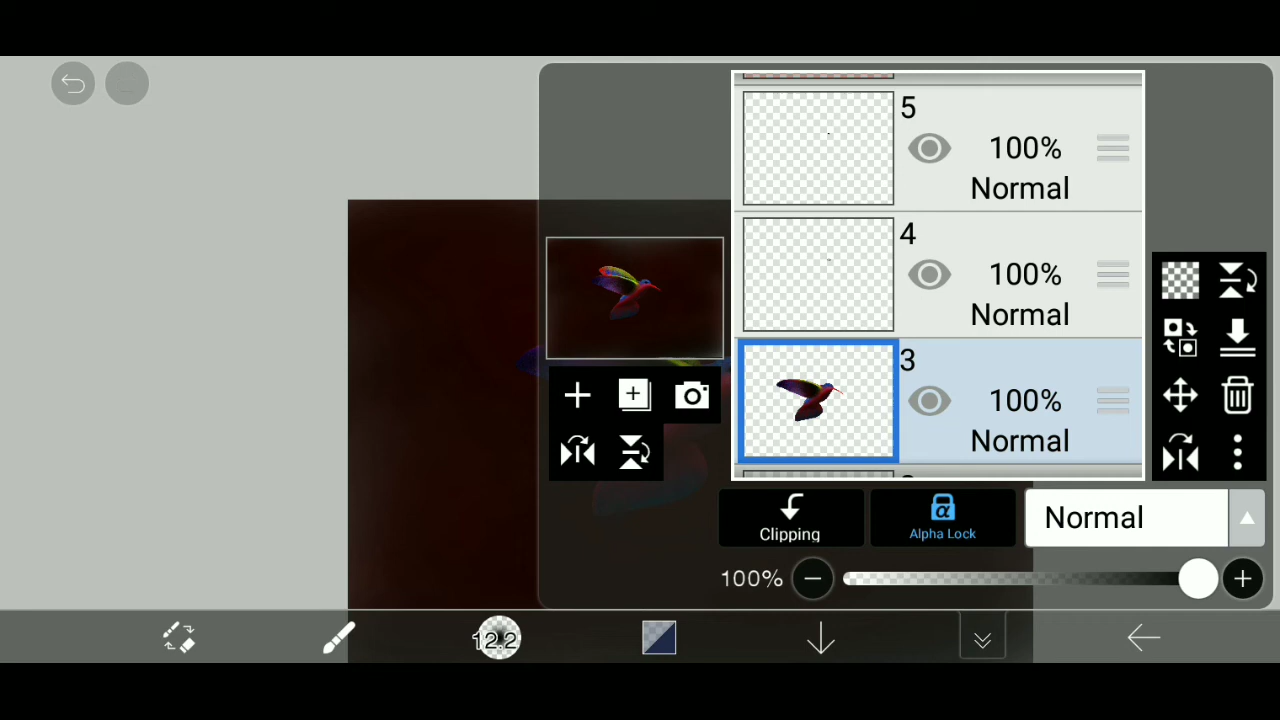 5
100%
Normal
4
100%
Normal
3
100%
Normal
Clipping
α
Alpha Lock
Normal
100%
12.2